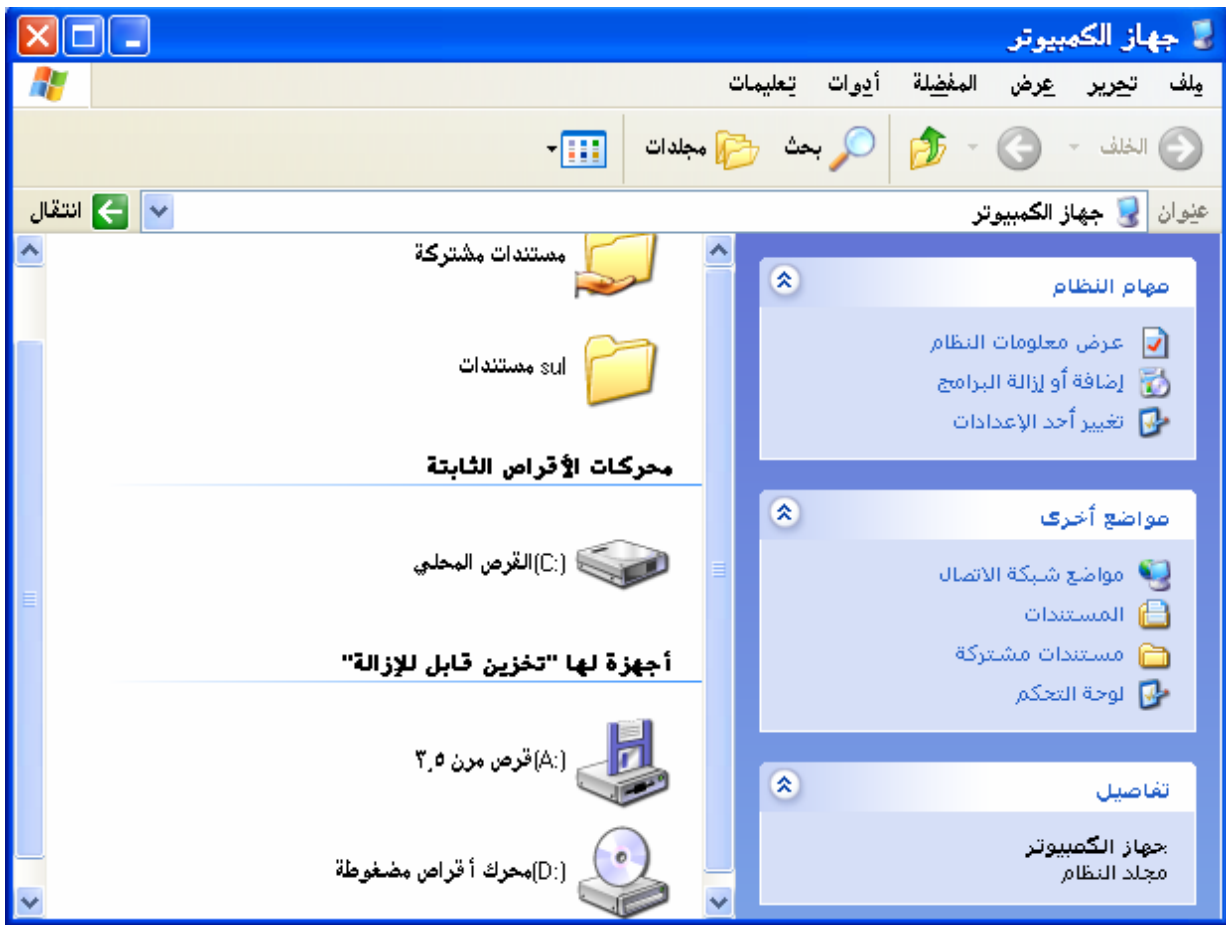 جهاز الكمبيوتر
ملف تحرير عرض المفضلة أدوات تعليمات
الخلف بحث مجلدات
عنوان جهاز الكمبيوتر انتقال
مهام النظام
عرض معلومات النظام
إضافة أو إزالة البرامج
تغيير أحد الإعدادات
مواضع أخرى
مواضع شبكة الاتصال
المستندات
مستندات مشتركة
لوحة التحكم
تفاصيل
جهاز الكمبيوتر
مجلد النظام
مستندات مشتركة
sul مستندات
محركات الأقراص الثابتة
(C:)القرص المحلي
أجهزة لها "تخزين قابل للإزالة"
(A:)قرص مرن ٣٫٥
(D:)محرك أقراص مضغوطة